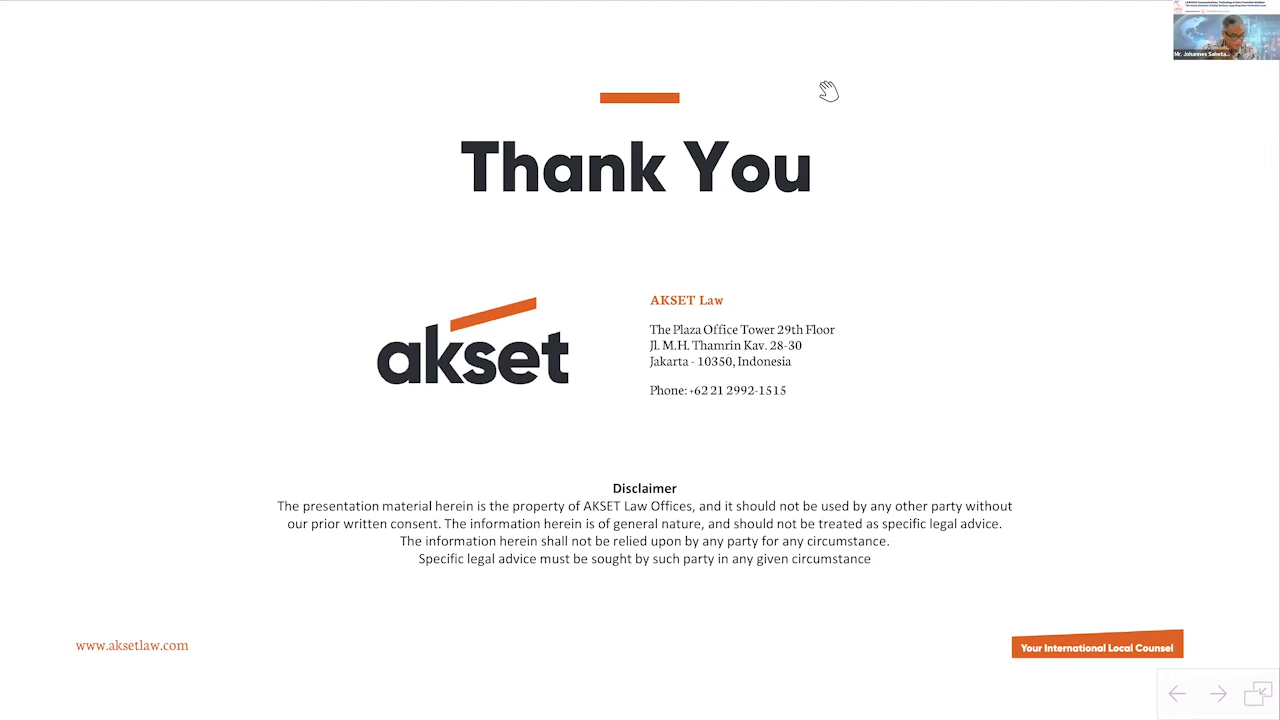 Mr. Johannes Saheta...
Thank You
akset
AKSET Law
The Plaza Office Tower 29th Floor
Jl. M.H. Thamrin Kav. 28-30
Jakarta - 10350, Indonesia
Phone: +62 21 2992-1515
Disclaimer
The presentation material herein is the property of AKSET Law Offices, and it should not be used by any other party without
our prior written consent. The information herein is of general nature, and should not be treated as specific legal advice.
The information herein shall not be relied upon by any party for any circumstance.
Specific legal advice must be sought by such party in any given circumstance
www.aksetlaw.com
Your International Local Counsel